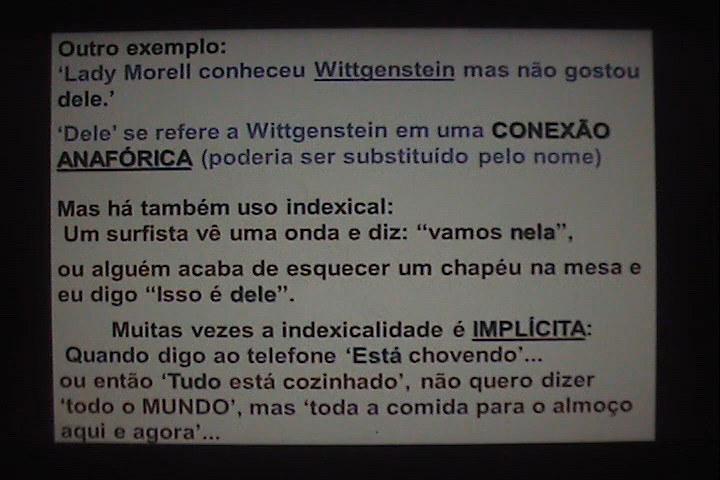 Outro exemplo:
‘Lady Morell conheceu Wittgenstein mas não gostou
dele.’
‘Dele’ se refere a Wittgenstein em uma CONEXÃO
ANAFÓRICA (poderia ser substituído pelo nome)
Mas há também uso indexical:
Um surfista vê uma onda e diz: “vamos nela”,
ou alguém acaba de esquecer um chapéu na mesa e
eu digo “Isso é dele”.
Muitas vezes a indexicalidade é IMPLÍCITA:
Quando digo ao telefone ‘Está chovendo’...
ou então ‘Tudo está cozinhado’, não quero dizer
‘todo o MUNDO’, mas ‘toda a comida para o almoço
aqui e agora’...